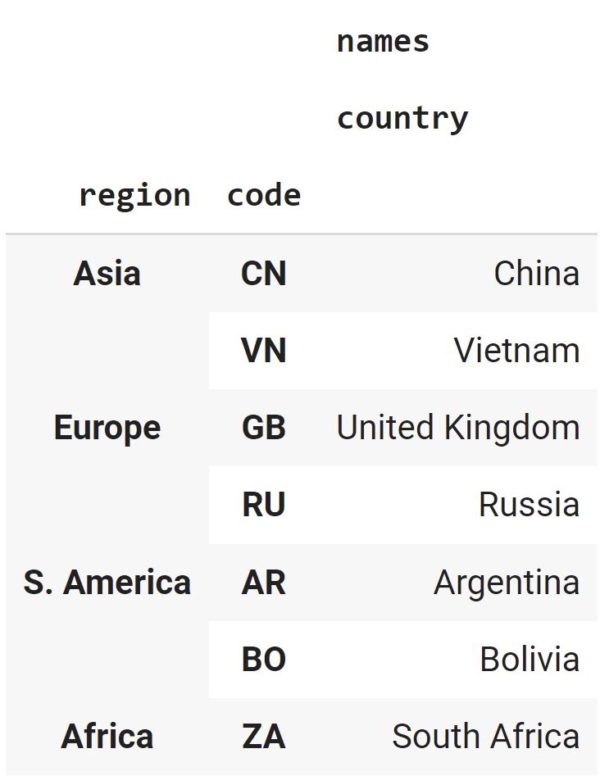 names
country
region code
Asia CN China
VN Vietnam
Europe GB United Kingdom
RU Russia
S. America AR Argentina
BO Bolivia
Africa ZA South Africa